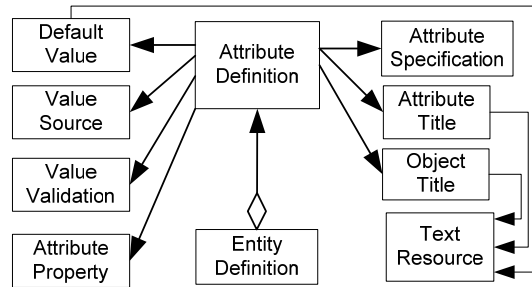 Default
Value
Value
Source
Value
Validation
Attribute
Property
Attribute
Definition
Entity
Definition
Attribute
Specification
Attribute
Title
Object
Title
Text
Resource